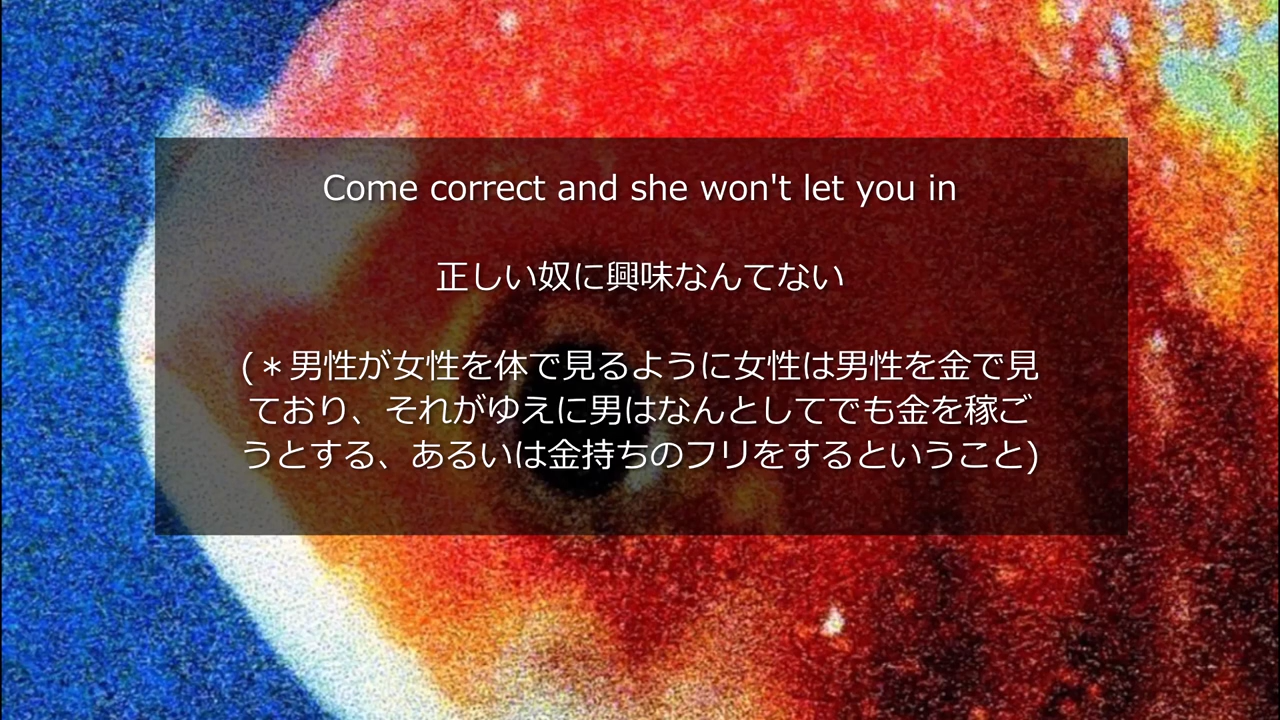 Come correct and she won't let you in
正しい奴に興味なんてない
(＊男性が女性を体で見るように女性は男性を金で見
ており、それがゆえに男はなんとしてでも金を稼ご
うとする、あるいは金持ちのフリをするということ)